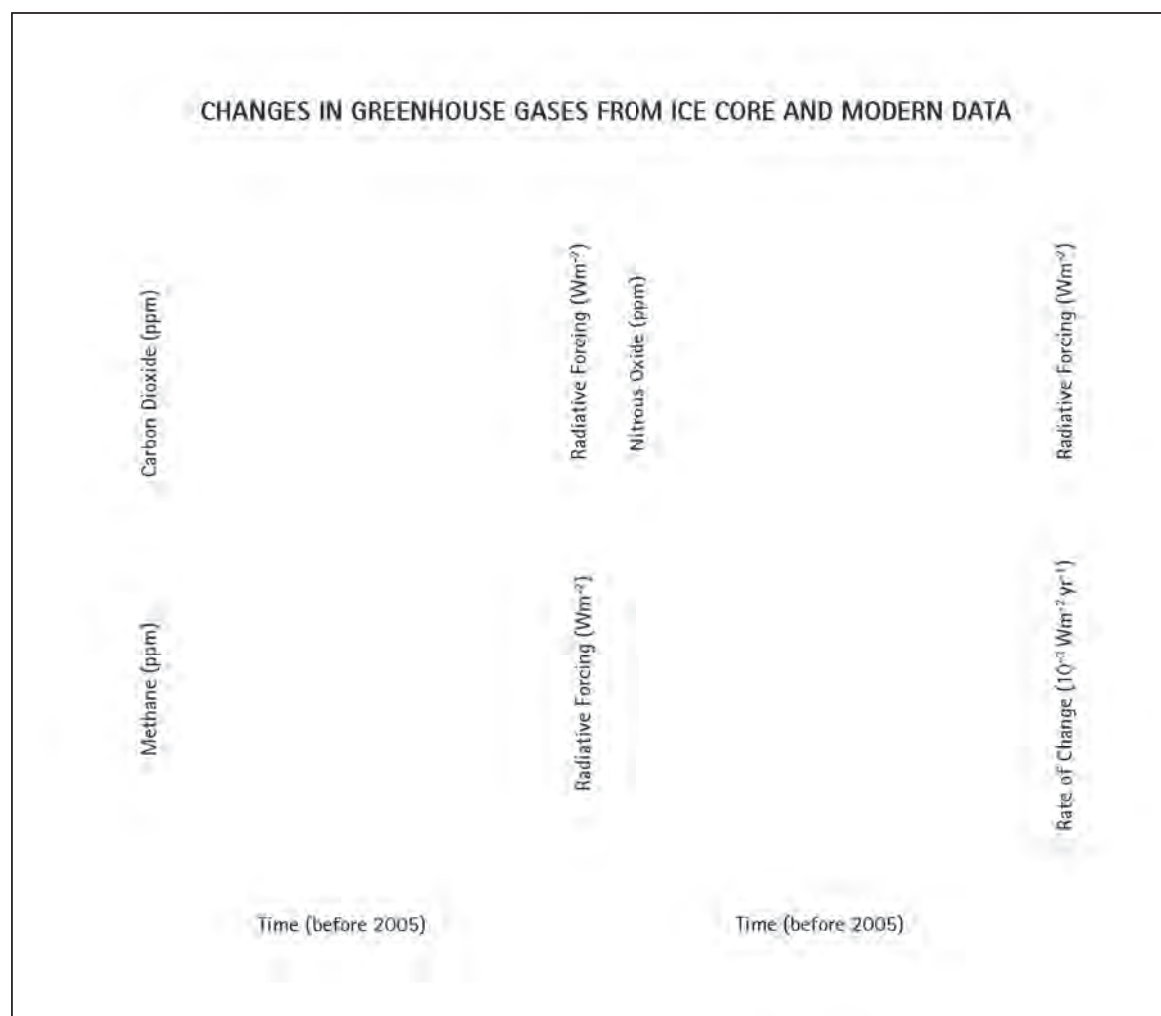 CHANGES IN GREENHOUSE GASES FROM ICE CORE AND MODERN DATA
Carbon Dioxide (ppm)
Radiative Forcing (Wm⁻²)
Nitrous Oxide (ppm)
Radiative Forcing (Wm⁻²)
Methane (ppm)
Radiative Forcing (Wm⁻²)
Rate of Change (10⁻³ Wm⁻² yr⁻¹)
Time (before 2005)
Time (before 2005)